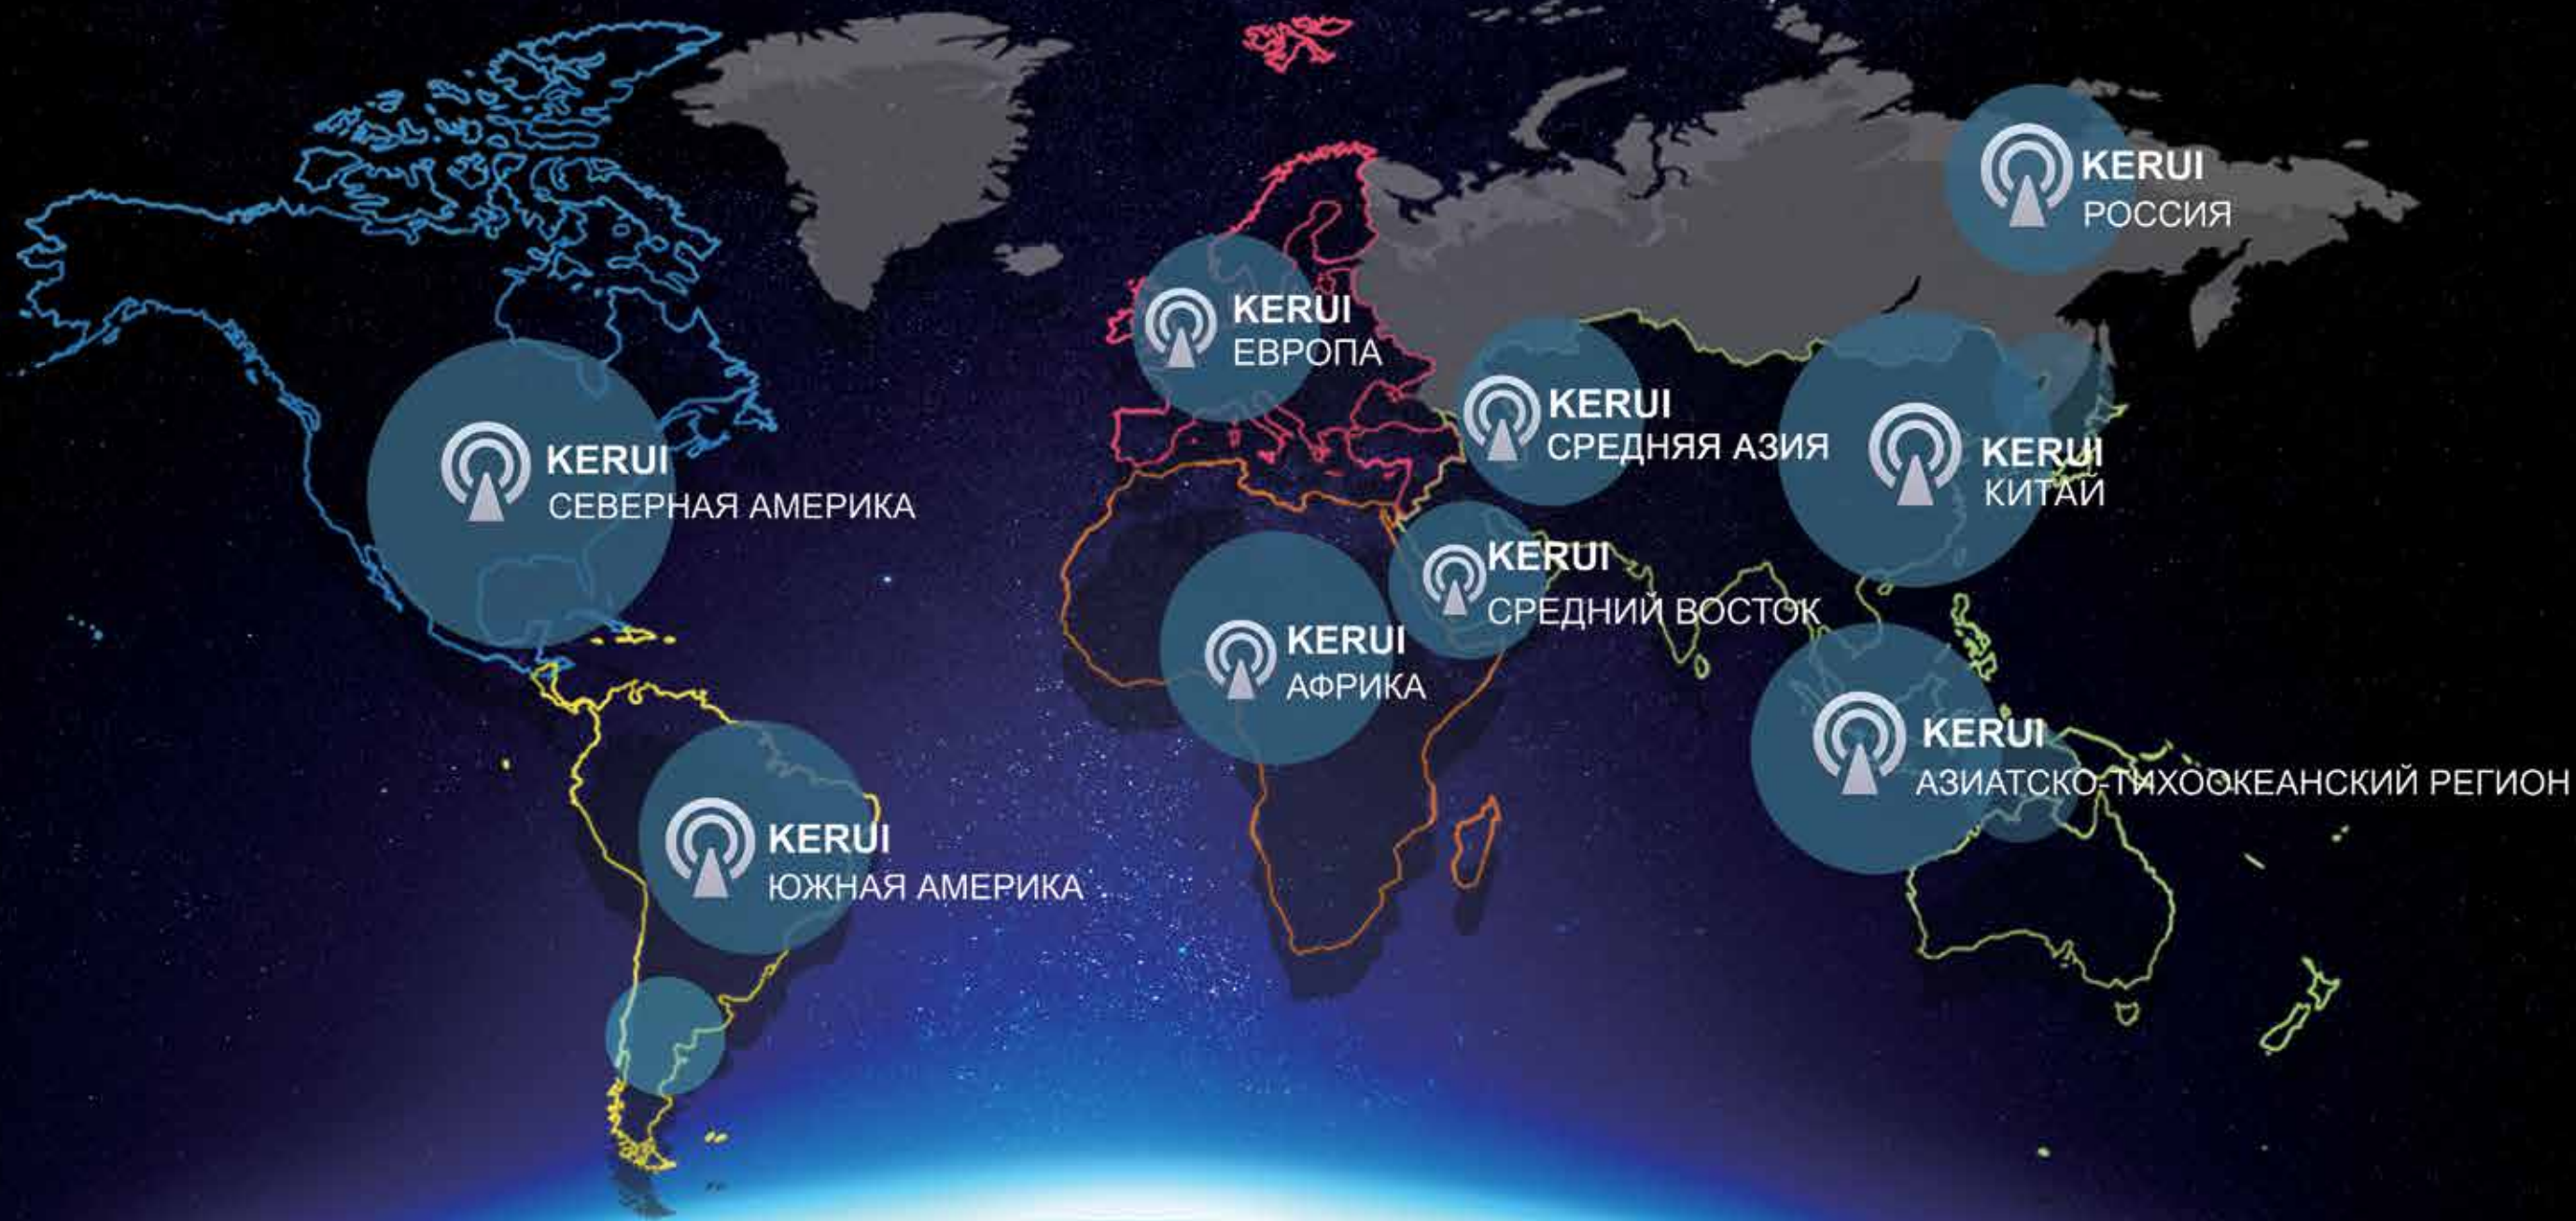 KERUI
РОССИЯ
KERUI
ЕВРОПА
KERUI
СРЕДНЯЯ АЗИЯ
KERUI
КИТАЙ
KERUI
СЕВЕРНАЯ АМЕРИКА
KERUI
СРЕДНИЙ ВОСТОК
KERUI
АФРИКА
KERUI
АЗИАТСКО-ТИХООКЕАНСКИЙ РЕГИОН
KERUI
ЮЖНАЯ АМЕРИКА